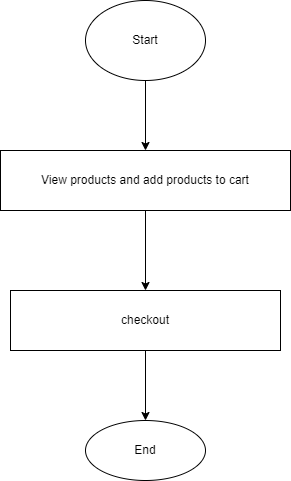 Start
View products and add products to cart
checkout
End